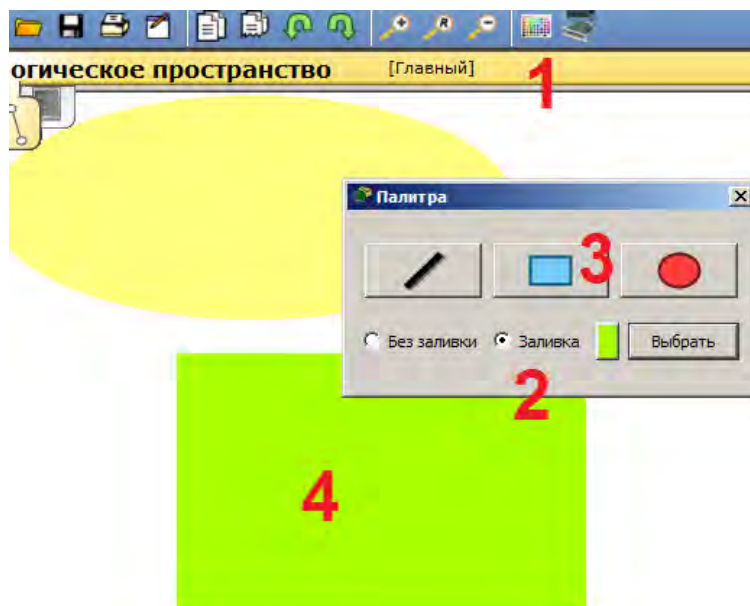 R
огическое пространство [Главный]
1
Палитра
3
Без заливки Заливка Выбрать
2
4